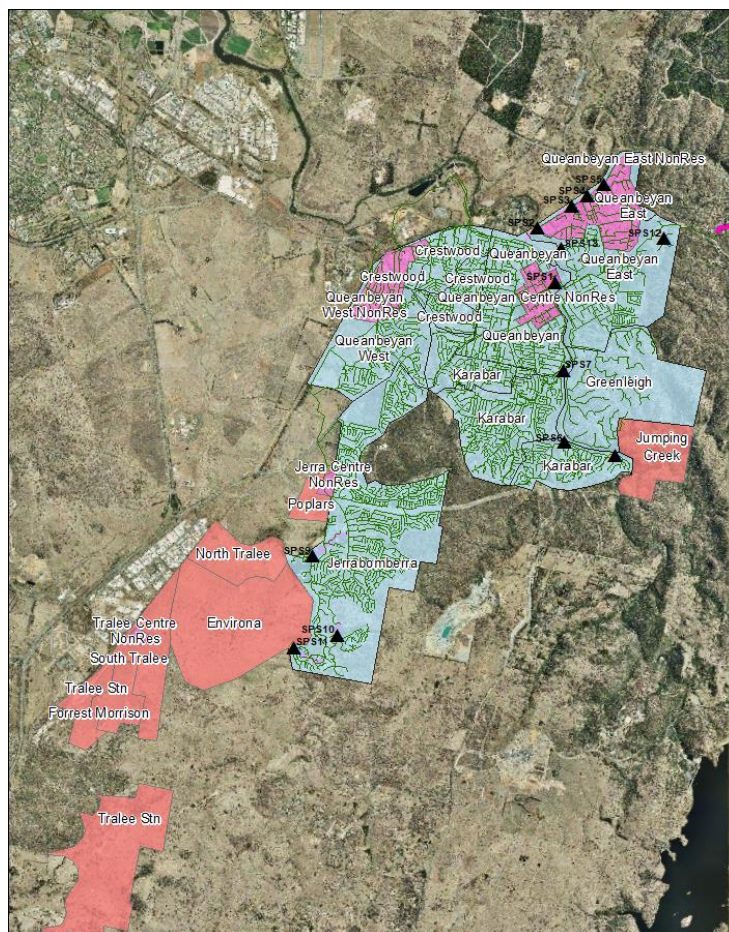 Queanbeyan East NonRes
SPS5
SPS4
SPS3
Queanbeyan
East
SPS2
SPS12
SPS13
Crestwood
Queanbeyan
Queanbeyan
East
Crestwood
Crestwood
SPS1
Queanbeyan
West NonRes
Queanbeyan Centre NonRes
Crestwood
Queanbeyan
West
Queanbeyan
SPS7
Karabar
Greenleigh
Karabar
SPS6
Jumping
Creek
Karabar
Jerra Centre
NonRes
Poplars
North Tralee
SPS9
Jerrabomberra
Tralee Centre
NonRes
Environa
SPS10
SPS11
South Tralee
Tralee Stn
Forrest Morrison
Tralee Stn